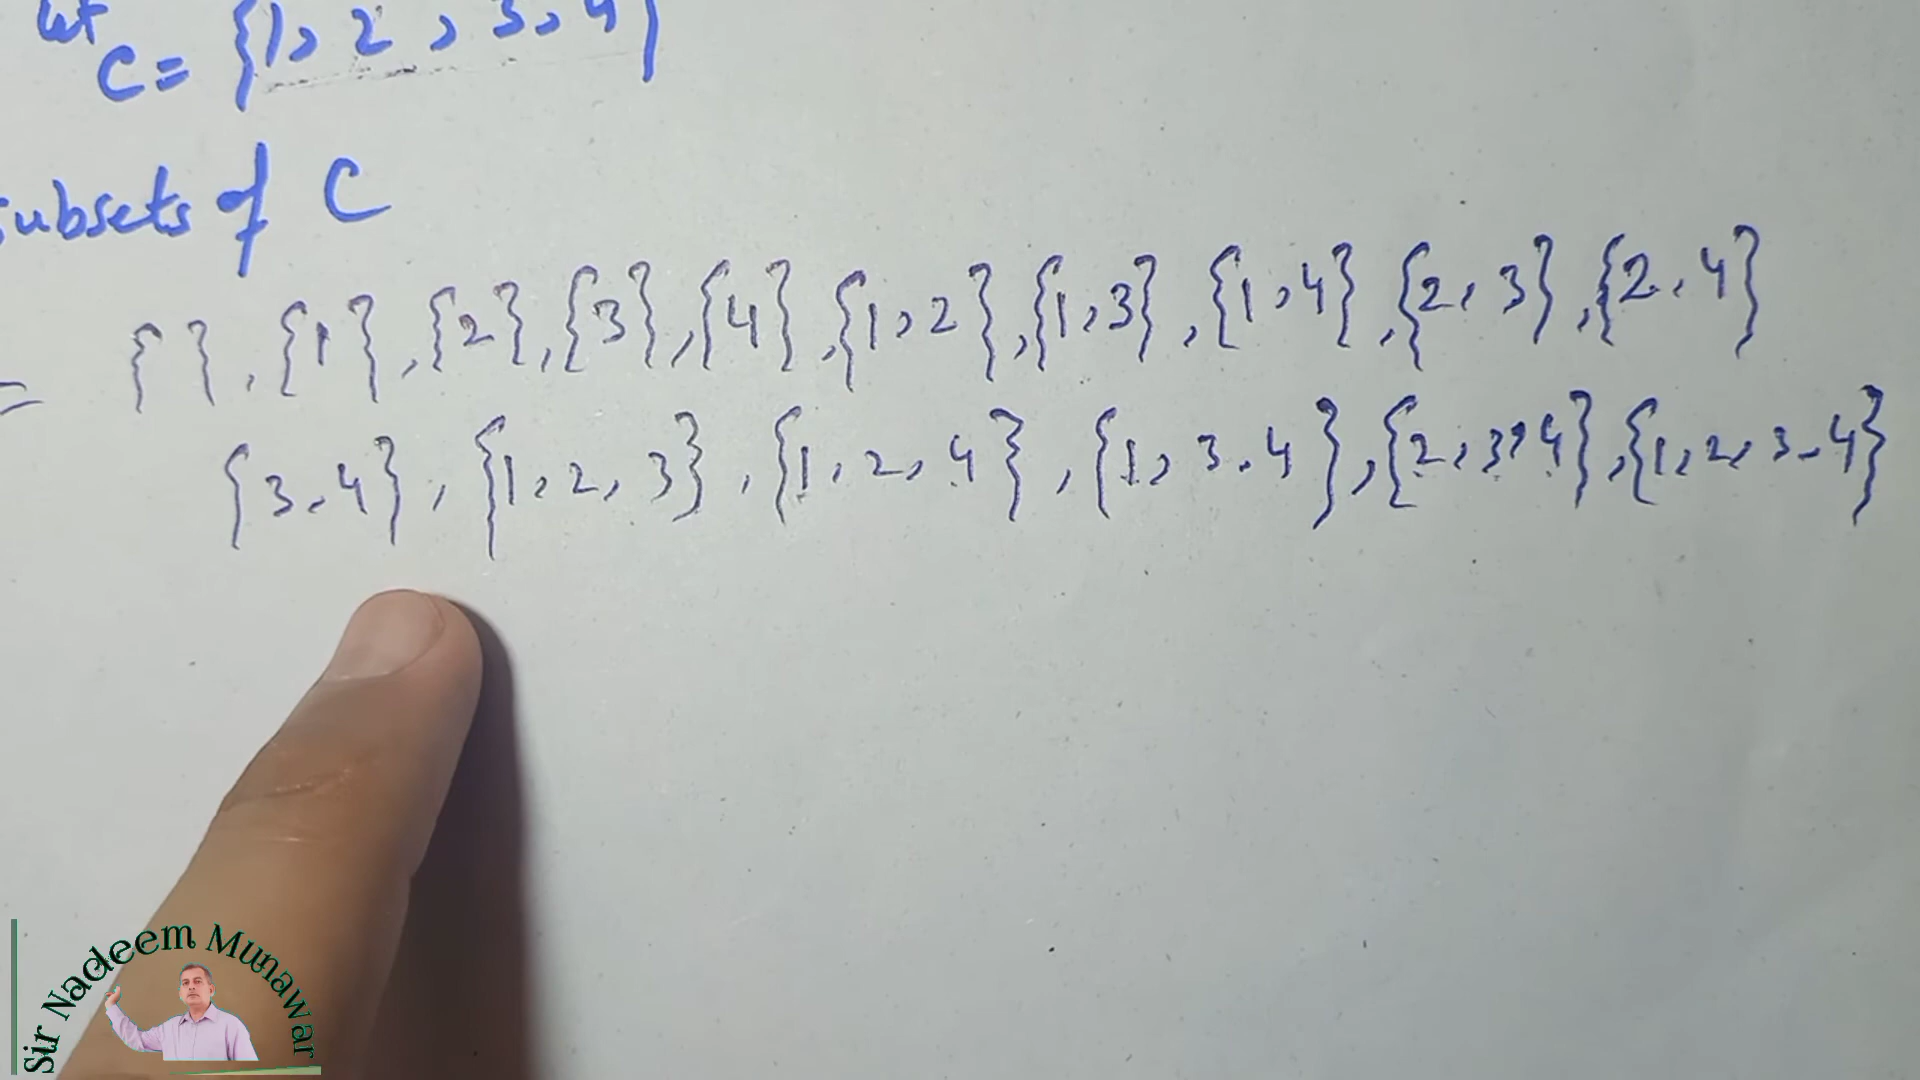 let
C = {1, 2, 3, 4}
subsets of C
= { }, {1}, {2}, {3}, {4}, {1, 2}, {1, 3}, {1, 4}, {2, 3}, {2, 4}
{3, 4}, {1, 2, 3}, {1, 2, 4}, {1, 3, 4}, {2, 3, 4}, {1, 2, 3, 4}
Sir Nadeem Munawar